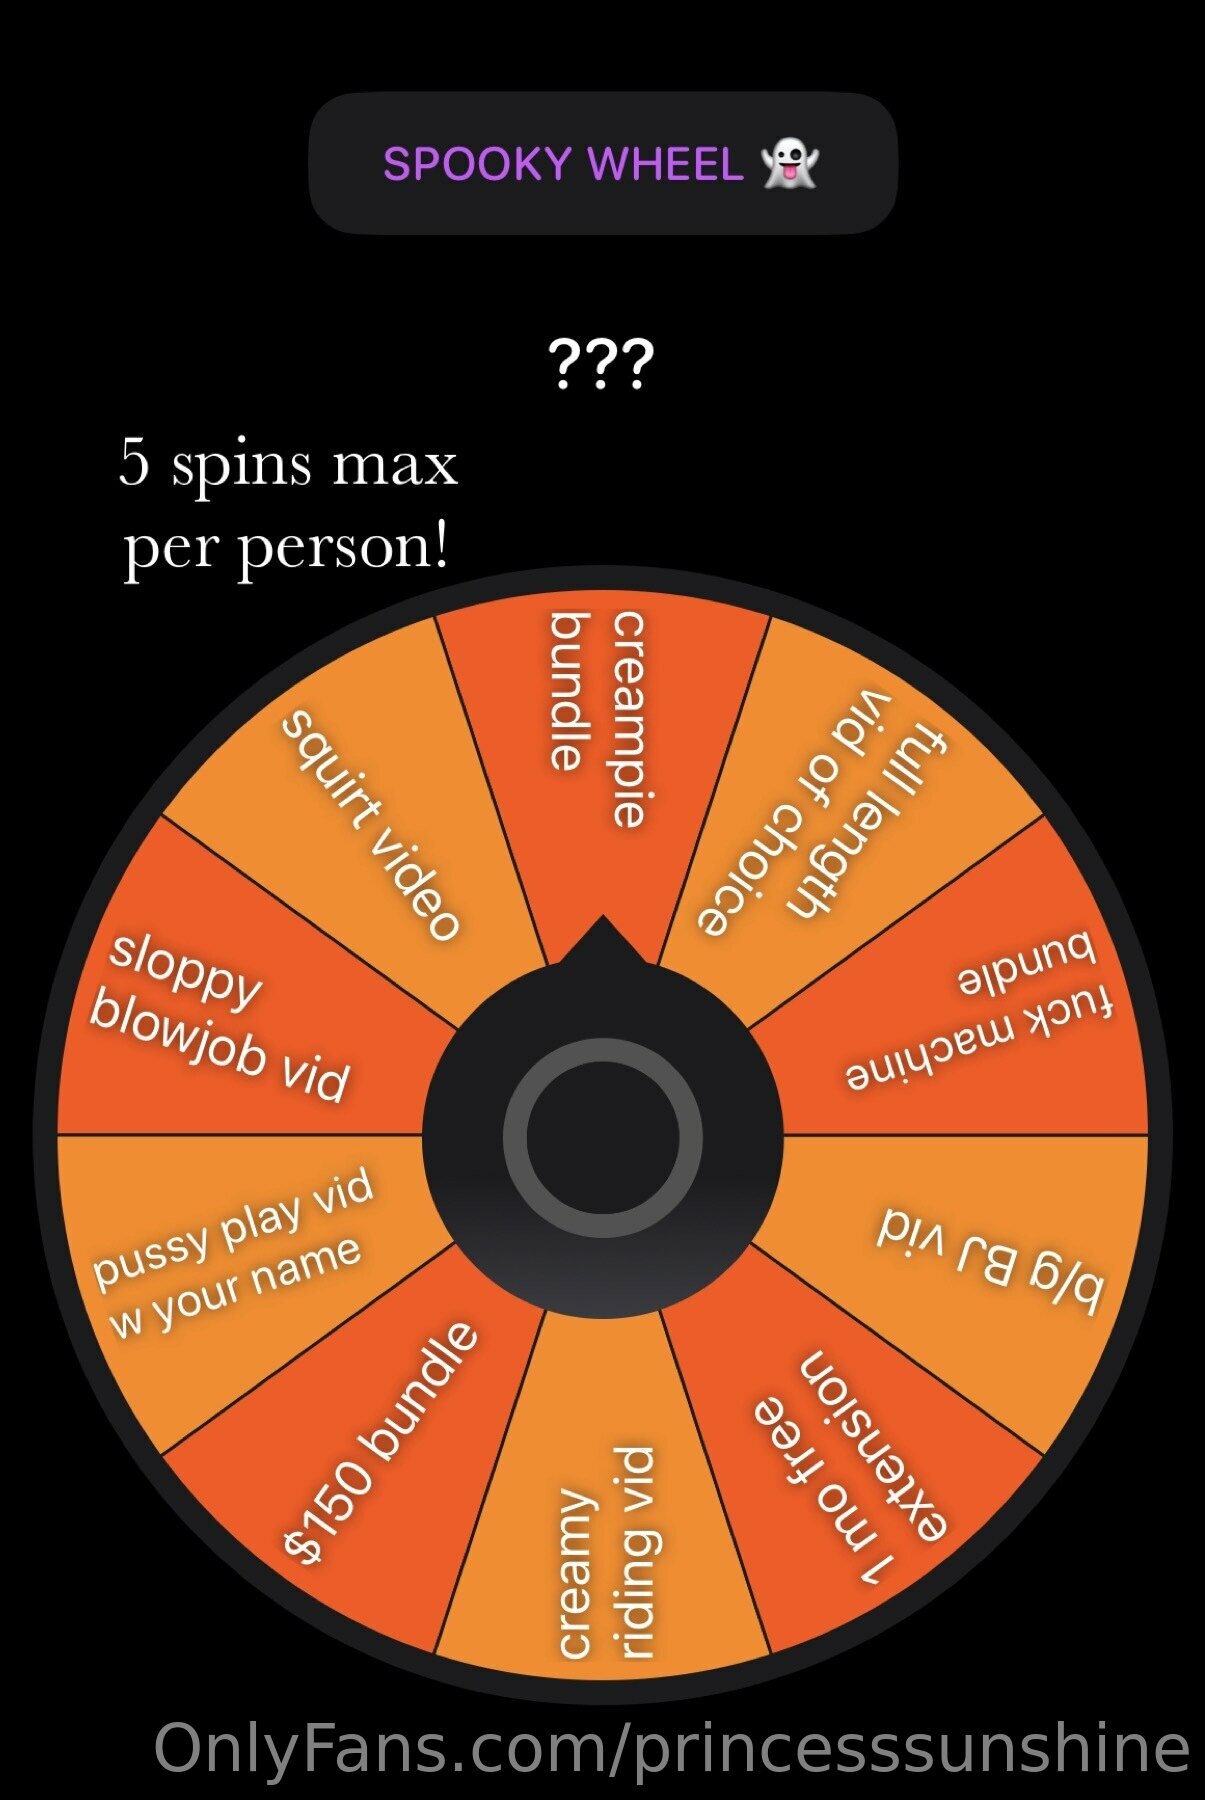 SPOOKY WHEEL 👻
???
5 spins max
per person!
creampie
bundle
full length
vid of choice
fuck machine
bundle
b/g BJ vid
1 mo free
extension
creamy
riding vid
$150 bundle
pussy play vid
w your name
sloppy
blowjob vid
squirt video
OnlyFans.com/princesssunshine